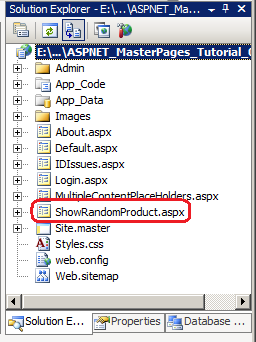 Solution Explorer - E:\...\ASPNET_Ma...
E:\...\ASPNET_MasterPages_Tutorial_
Admin
App_Code
App_Data
Images
About.aspx
Default.aspx
IDIssues.aspx
Login.aspx
MultipleContentPlaceHolders.aspx
ShowRandomProduct.aspx
Site.master
Styles.css
web.config
Web.sitemap
Solution E... Properties Database ...